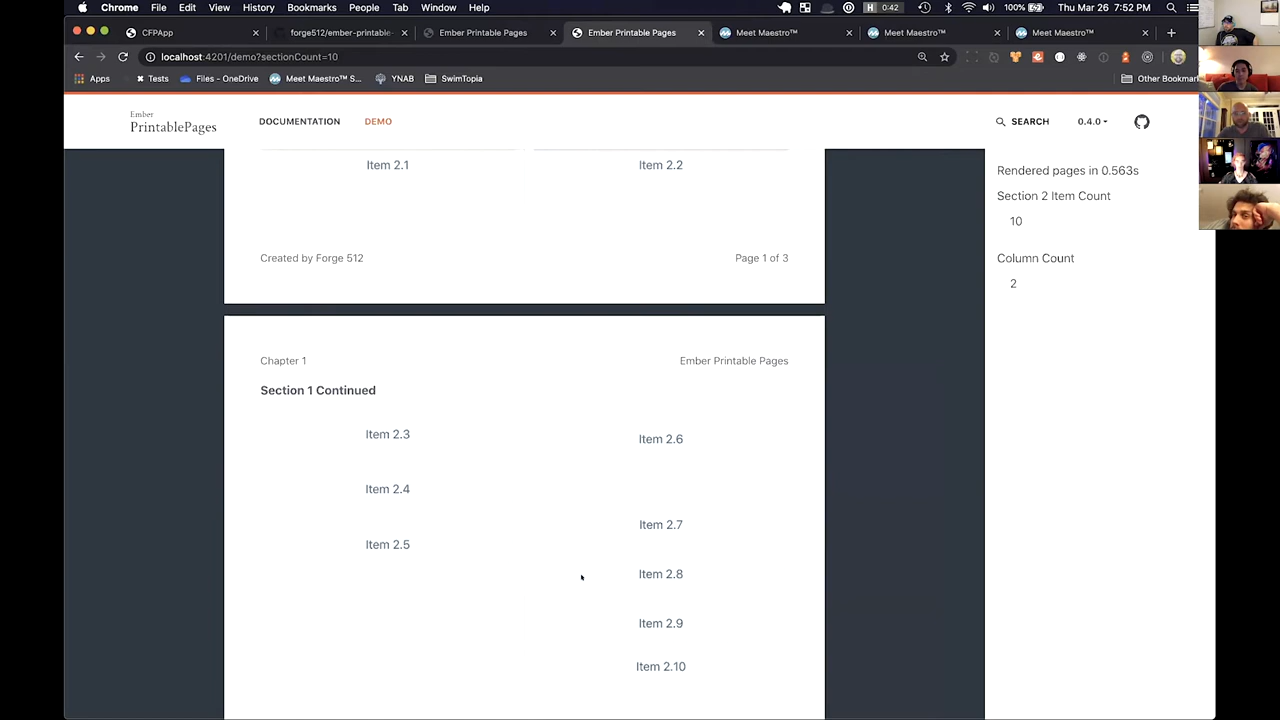 Chrome File Edit View History Bookmarks People Tab Window Help H 0:42 100% Thu Mar 26 7:52 PM
CFPApp forge512/ember-printable- Ember Printable Pages Ember Printable Pages Meet Maestro™ Meet Maestro™ Meet Maestro™
localhost:4201/demo?sectionCount=10
Apps Tests Files - OneDrive Meet Maestro™ S... YNAB SwimTopia Other Bookmar
Ember
PrintablePages
DOCUMENTATION DEMO SEARCH 0.4.0
Item 2.1 Item 2.2
Created by Forge 512 Page 1 of 3
Chapter 1 Ember Printable Pages
Section 1 Continued
Item 2.3
Item 2.4
Item 2.5
Item 2.6
Item 2.7
Item 2.8
Item 2.9
Item 2.10
Rendered pages in 0.563s
Section 2 Item Count
10
Column Count
2